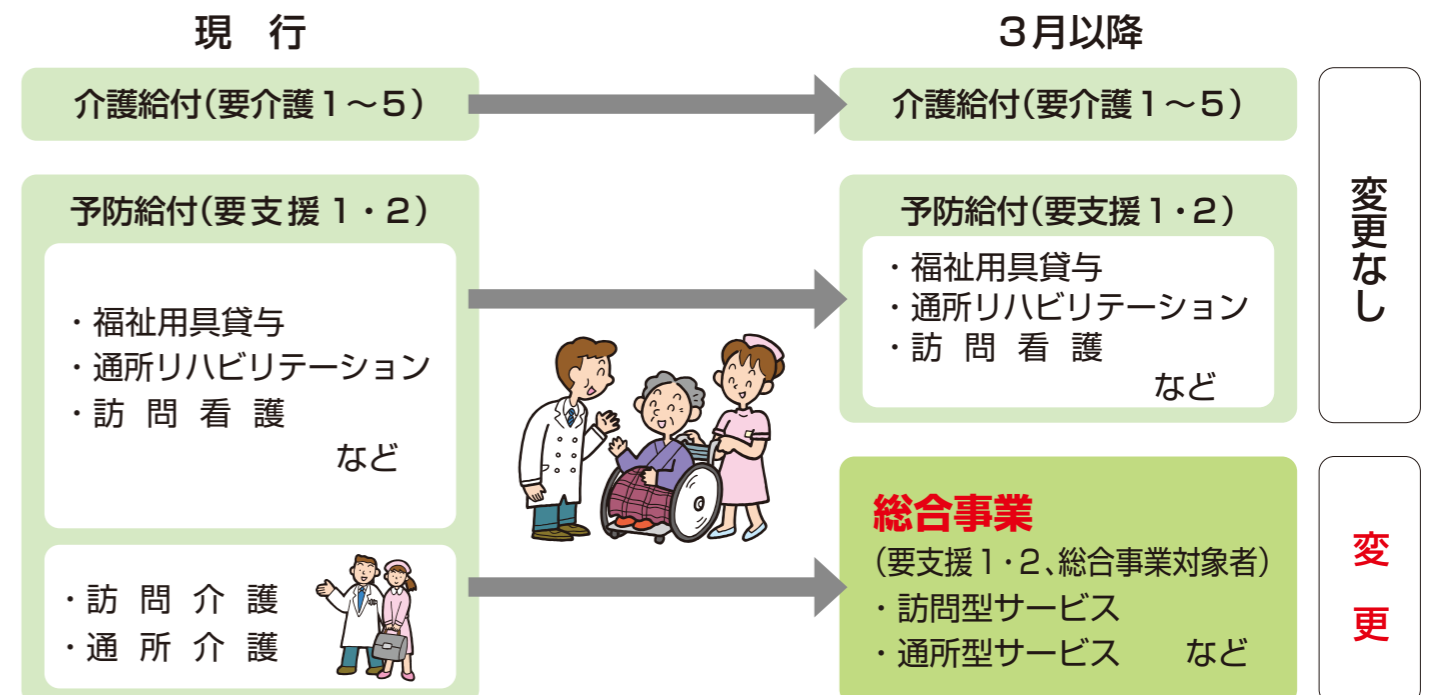 現 行
介護給付(要介護1~5)
予防給付(要支援1・2)
・福祉用具貸与
・通所リハビリテーション
・訪問看護
など
・訪問介護
・通所介護
3月以降
介護給付(要介護1~5)
予防給付(要支援1・2)
・福祉用具貸与
・通所リハビリテーション
・訪問看護
など
総合事業
(要支援1・2、総合事業対象者)
・訪問型サービス
・通所型サービス など
変更なし
変更